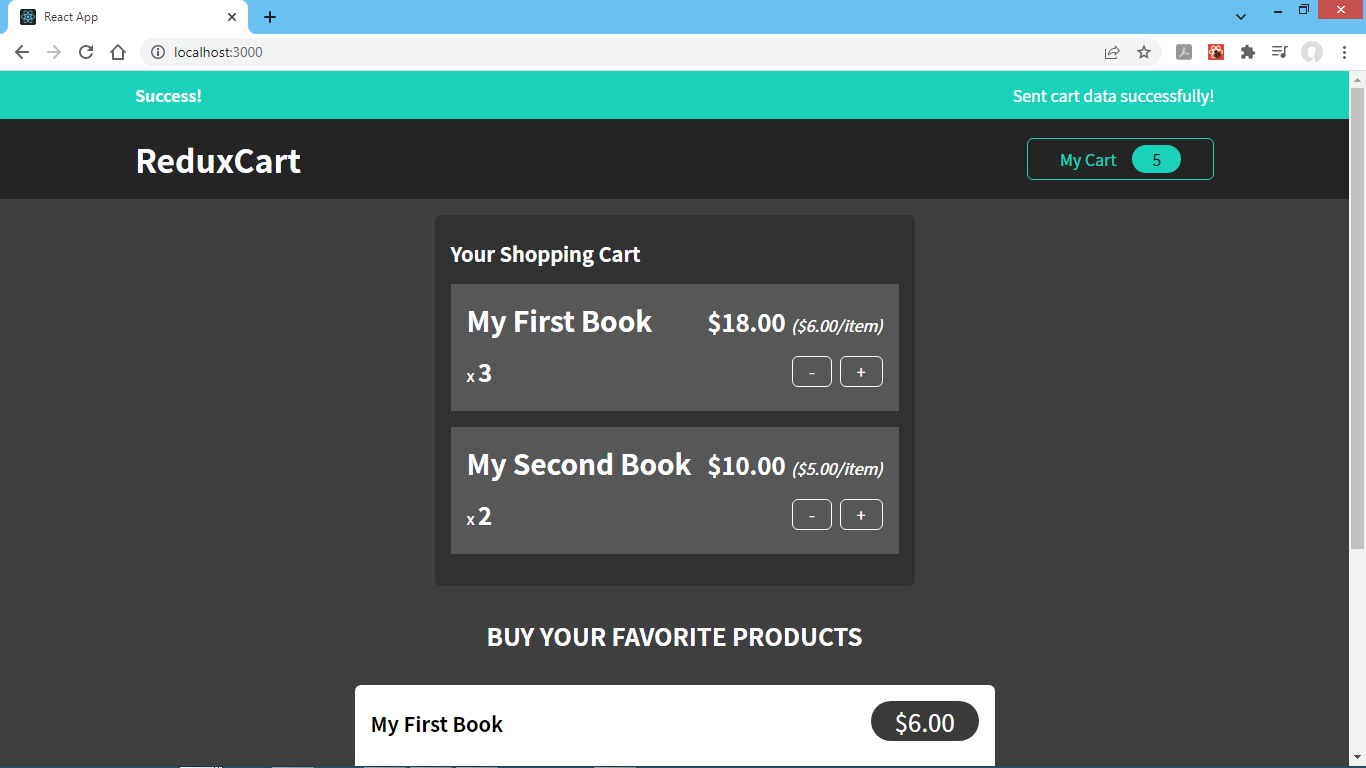 React App
localhost:3000
Success! Sent cart data successfully!
ReduxCart My Cart 5
Your Shopping Cart
My First Book $18.00 ($6.00/item)
x 3 - +
My Second Book $10.00 ($5.00/item)
x 2 - +
BUY YOUR FAVORITE PRODUCTS
My First Book $6.00